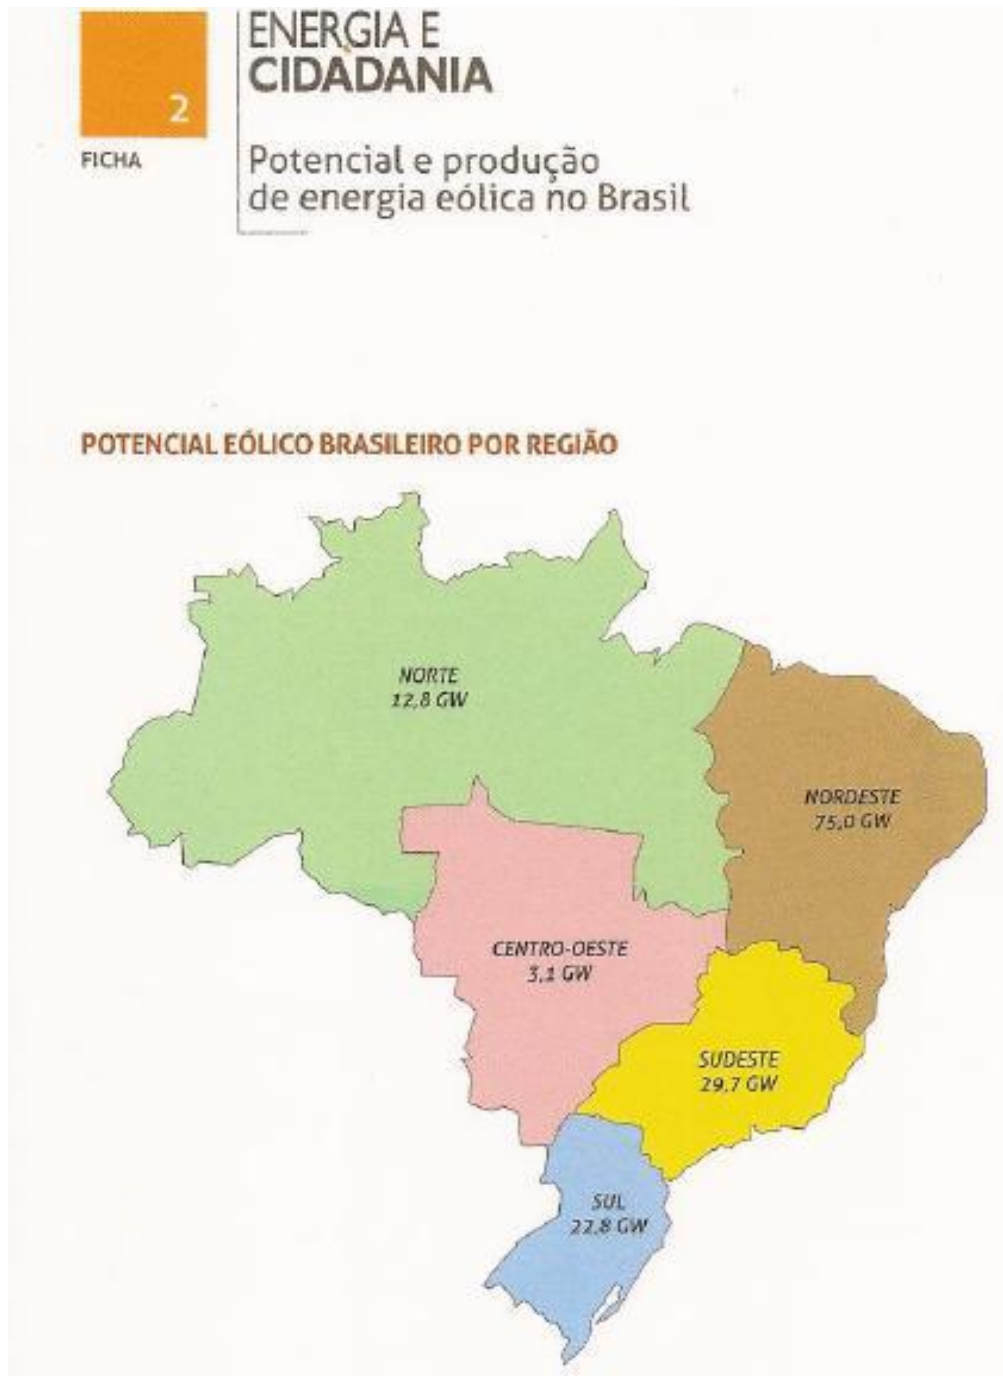 2
FICHA
ENERGIA E
CIDADANIA
Potencial e produção
de energia eólica no Brasil
POTENCIAL EÓLICO BRASILEIRO POR REGIÃO
NORTE
12,8 GW
NORDESTE
75,0 GW
CENTRO-OESTE
3,1 GW
SUDESTE
29,7 GW
SUL
22,8 GW